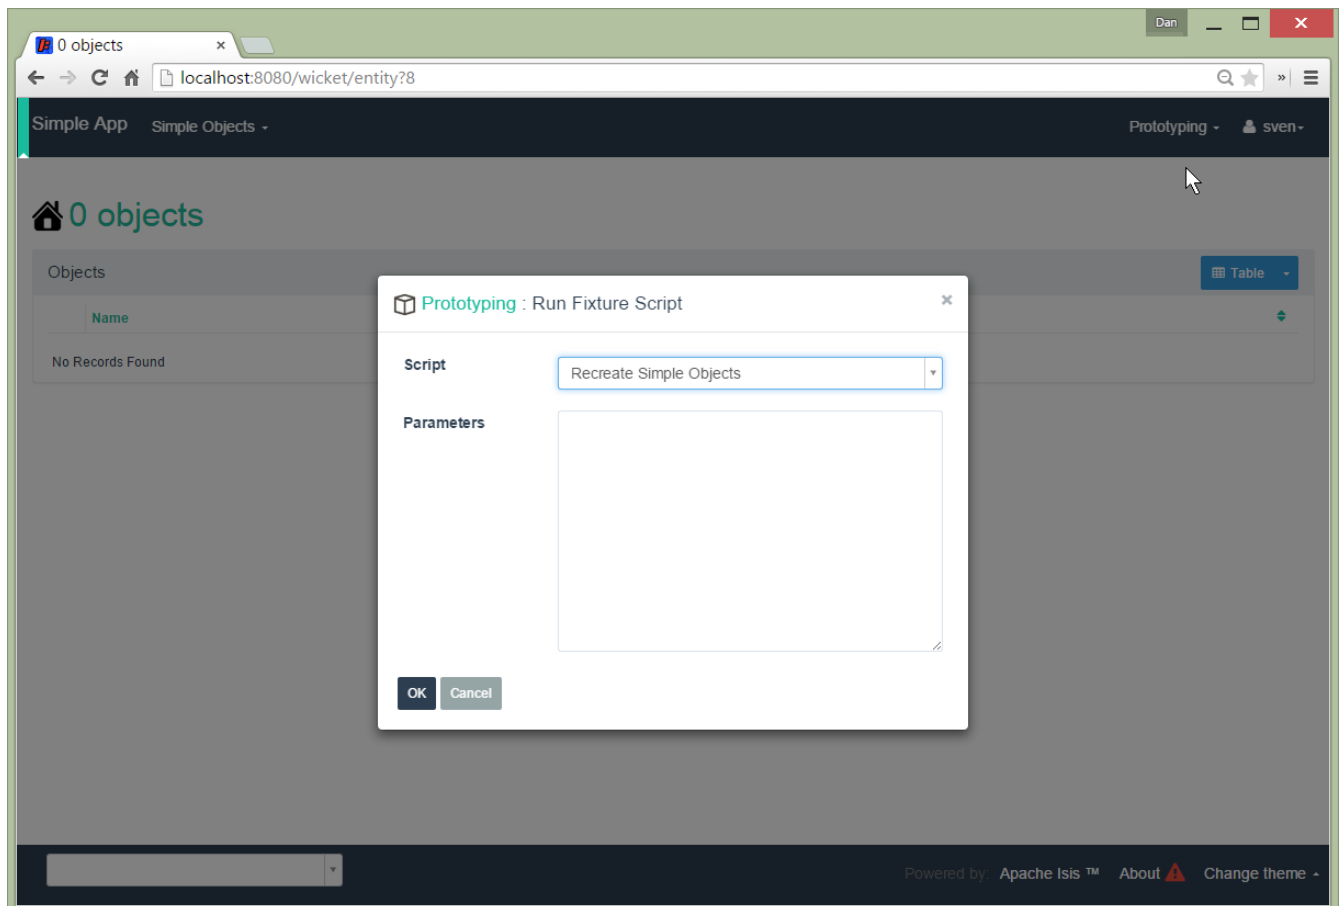 Dan
0 objects
localhost:8080/wicket/entity?8
Simple App Simple Objects Prototyping sven
0 objects
Objects
Table
Name
No Records Found
Prototyping : Run Fixture Script
Script
Recreate Simple Objects
Parameters
OK Cancel
Powered by: Apache Isis ™ About Change theme